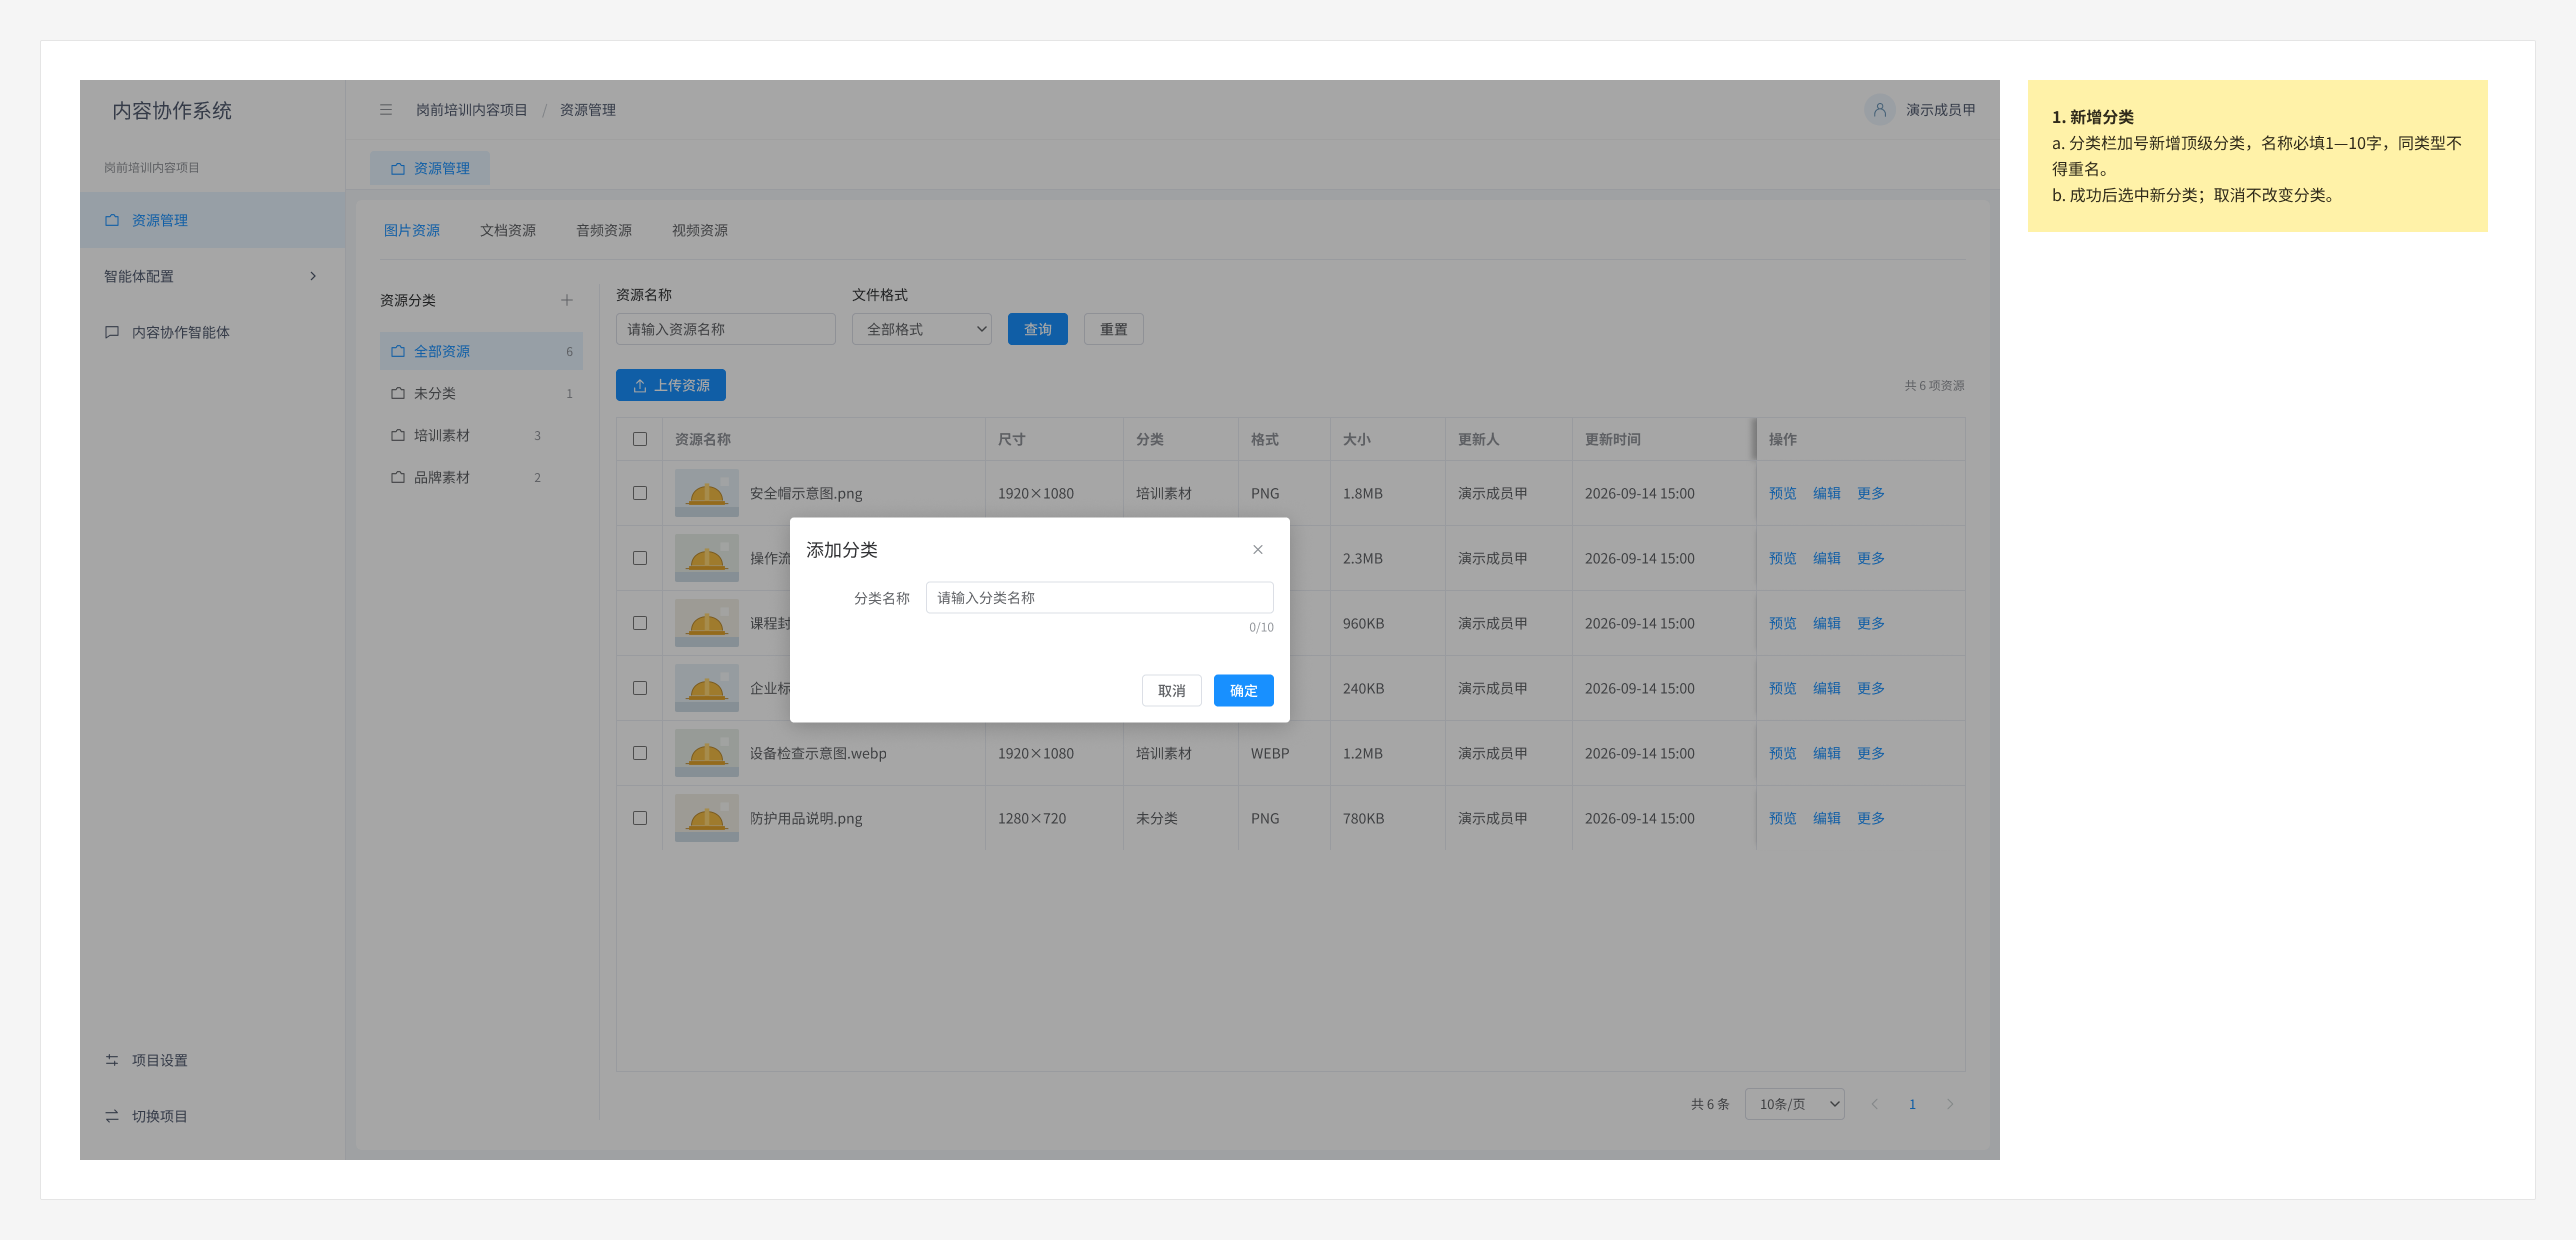 内容协作系统
岗前培训内容项目
资源管理
智能体配置
内容协作智能体
项目设置
切换项目
岗前培训内容项目 / 资源管理
演示成员甲
资源管理
图片资源 文档资源 音频资源 视频资源
资源分类
全部资源 6
未分类 1
培训素材 3
品牌素材 2
资源名称 文件格式
请输入资源名称 全部格式 查询 重置
上传资源 共 6 项资源
资源名称 尺寸 分类 格式 大小 更新人 更新时间 操作
安全帽示意图.png 1920×1080 培训素材 PNG 1.8MB 演示成员甲 2026-09-14 15:00 预览 编辑 更多
操作流 2.3MB 演示成员甲 2026-09-14 15:00 预览 编辑 更多
课程封 960KB 演示成员甲 2026-09-14 15:00 预览 编辑 更多
企业标 240KB 演示成员甲 2026-09-14 15:00 预览 编辑 更多
设备检查示意图.webp 1920×1080 培训素材 WEBP 1.2MB 演示成员甲 2026-09-14 15:00 预览 编辑 更多
防护用品说明.png 1280×720 未分类 PNG 780KB 演示成员甲 2026-09-14 15:00 预览 编辑 更多
共 6 条 10条/页 1
添加分类
分类名称 请输入分类名称
0/10
取消 确定
1. 新增分类
a. 分类栏加号新增顶级分类，名称必填1—10字，同类型不
得重名。
b. 成功后选中新分类；取消不改变分类。